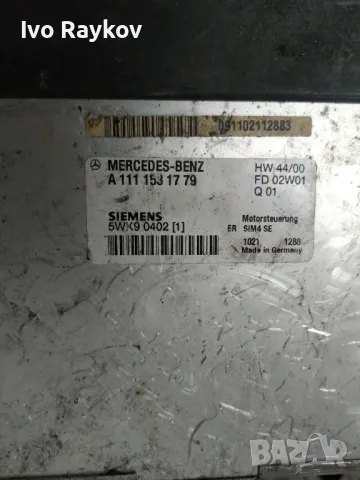 Ivo Raykov
091102112883
MERCEDES-BENZ
A 111 153 17 79
HW 44/00
FD 02W01
Q 01
SIEMENS
5WK9 0402 [1]
Motorsteuerung
ER SIM4 SE
1021 1288
Made in Germany
BAZAR